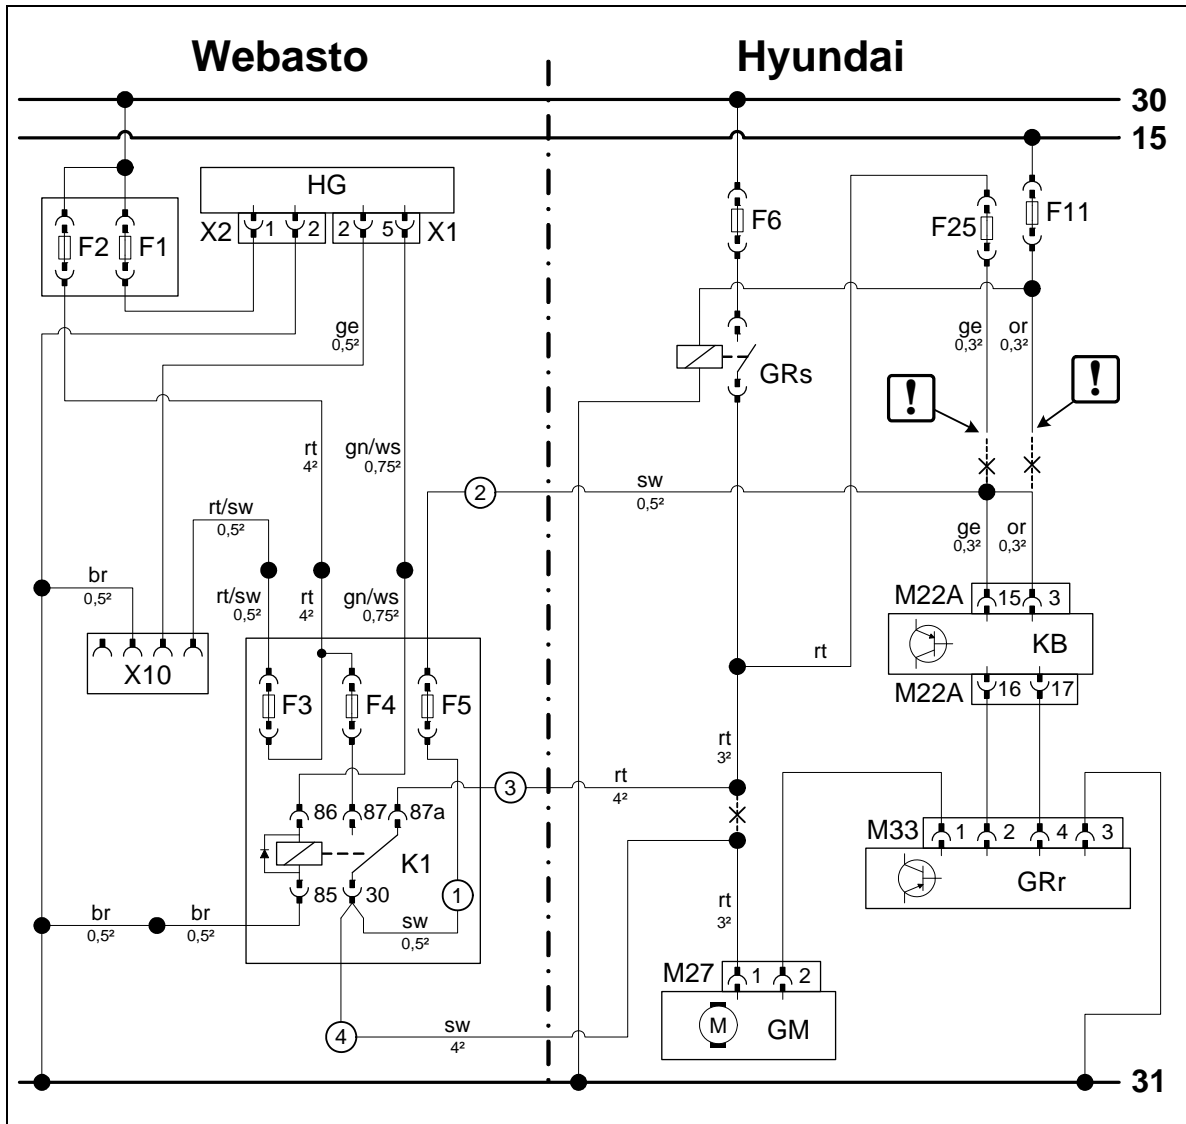 Webasto
Hyundai
30
15
HG
X2 1 2 2 5 X1
F2 F1
F6
F25
F11
ge
0,5²
ge or
0,3² 0,3²
GRs
!
!
rt
4²
gn/ws
0,75²
rt/sw
0,5²
2
sw
0,5²
ge or
0,3² 0,3²
br
0,5²
rt/sw
0,5²
rt
4²
gn/ws
0,75²
M22A 15 3
KB
M22A 16 17
X10
rt
F3 F4 F5
rt
3²
3
rt
4²
86 87 87a
K1
M33 1 2 4 3
GRr
85 30
1
br
0,5²
br
0,5²
sw
0,5²
rt
3²
M27 1 2
M GM
4
sw
4²
31